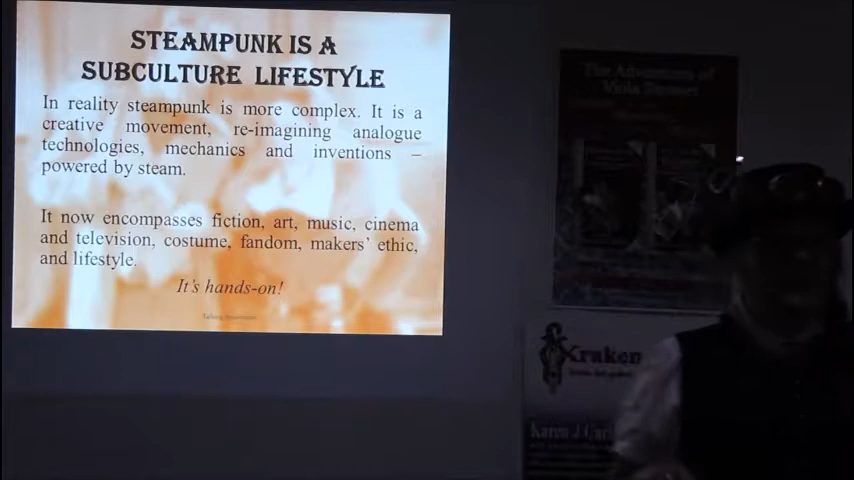 STEAMPUNK IS A
SUBCULTURE LIFESTYLE
In reality steampunk is more complex. It is a
creative movement, re-imagining analogue
technologies, mechanics and inventions –
powered by steam.
It now encompasses fiction, art, music, cinema
and television, costume, fandom, makers' ethic,
and lifestyle.
It's hands-on!
The Adventures of
Viola
Kraken
Karen J